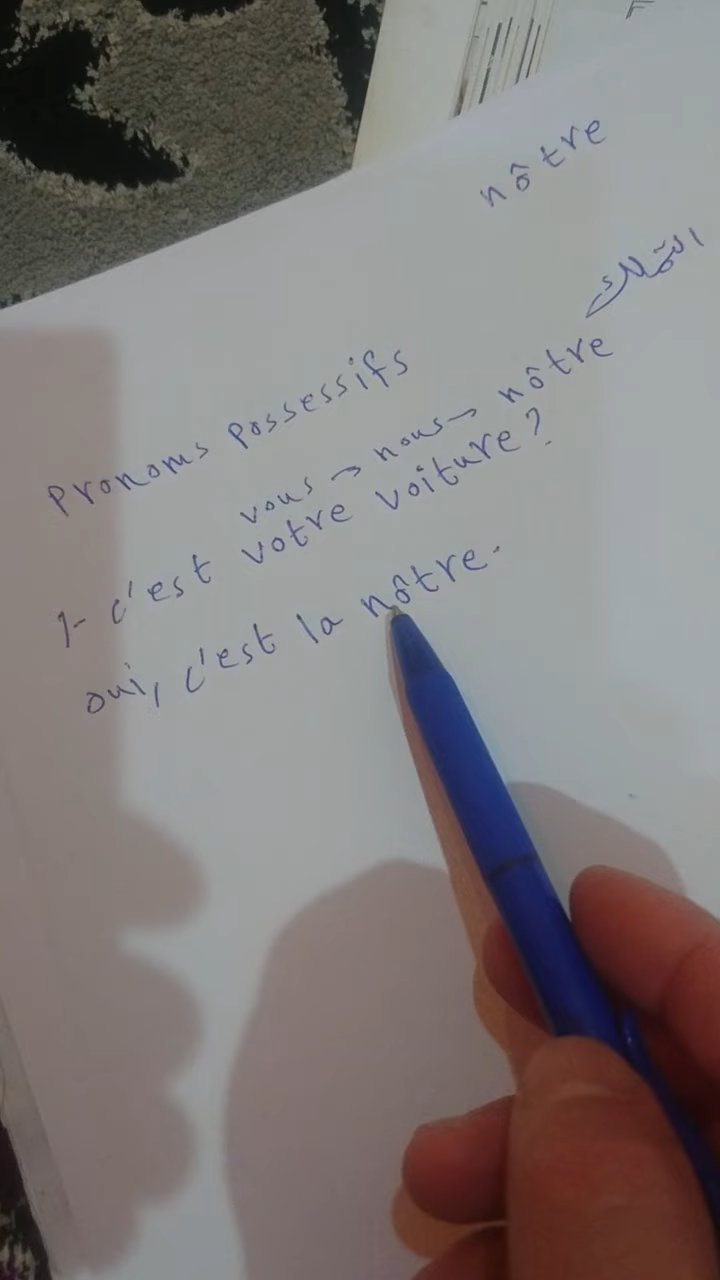 nôtre
التملك
Pronoms possessifs
vous → nous → nôtre
1- c'est votre voiture?
oui, c'est la nôtre.